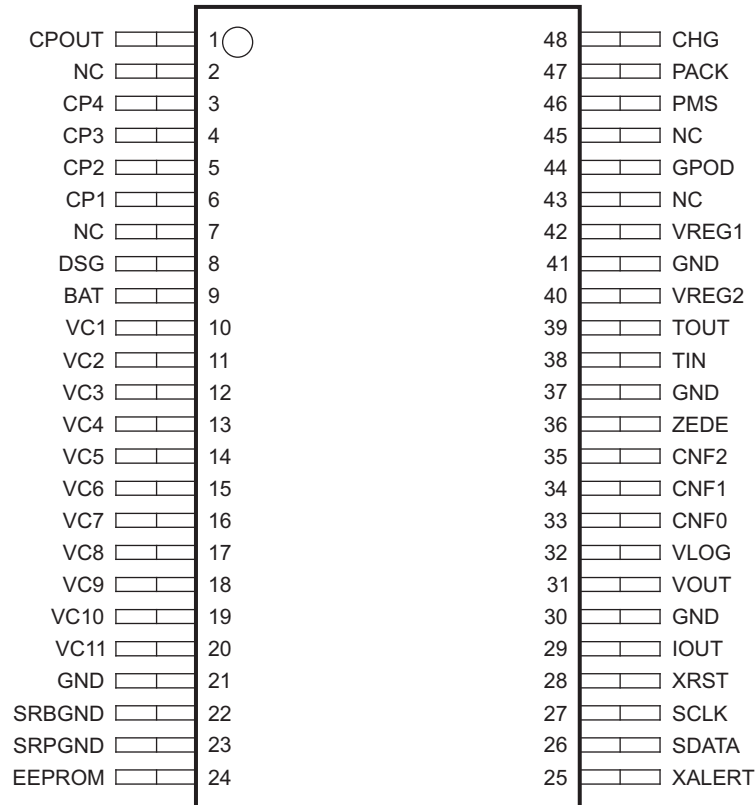 CPOUT 1 48 CHG
NC 2 47 PACK
CP4 3 46 PMS
CP3 4 45 NC
CP2 5 44 GPOD
CP1 6 43 NC
NC 7 42 VREG1
DSG 8 41 GND
BAT 9 40 VREG2
VC1 10 39 TOUT
VC2 11 38 TIN
VC3 12 37 GND
VC4 13 36 ZEDE
VC5 14 35 CNF2
VC6 15 34 CNF1
VC7 16 33 CNF0
VC8 17 32 VLOG
VC9 18 31 VOUT
VC10 19 30 GND
VC11 20 29 IOUT
GND 21 28 XRST
SRBGND 22 27 SCLK
SRPGND 23 26 SDATA
EEPROM 24 25 XALERT